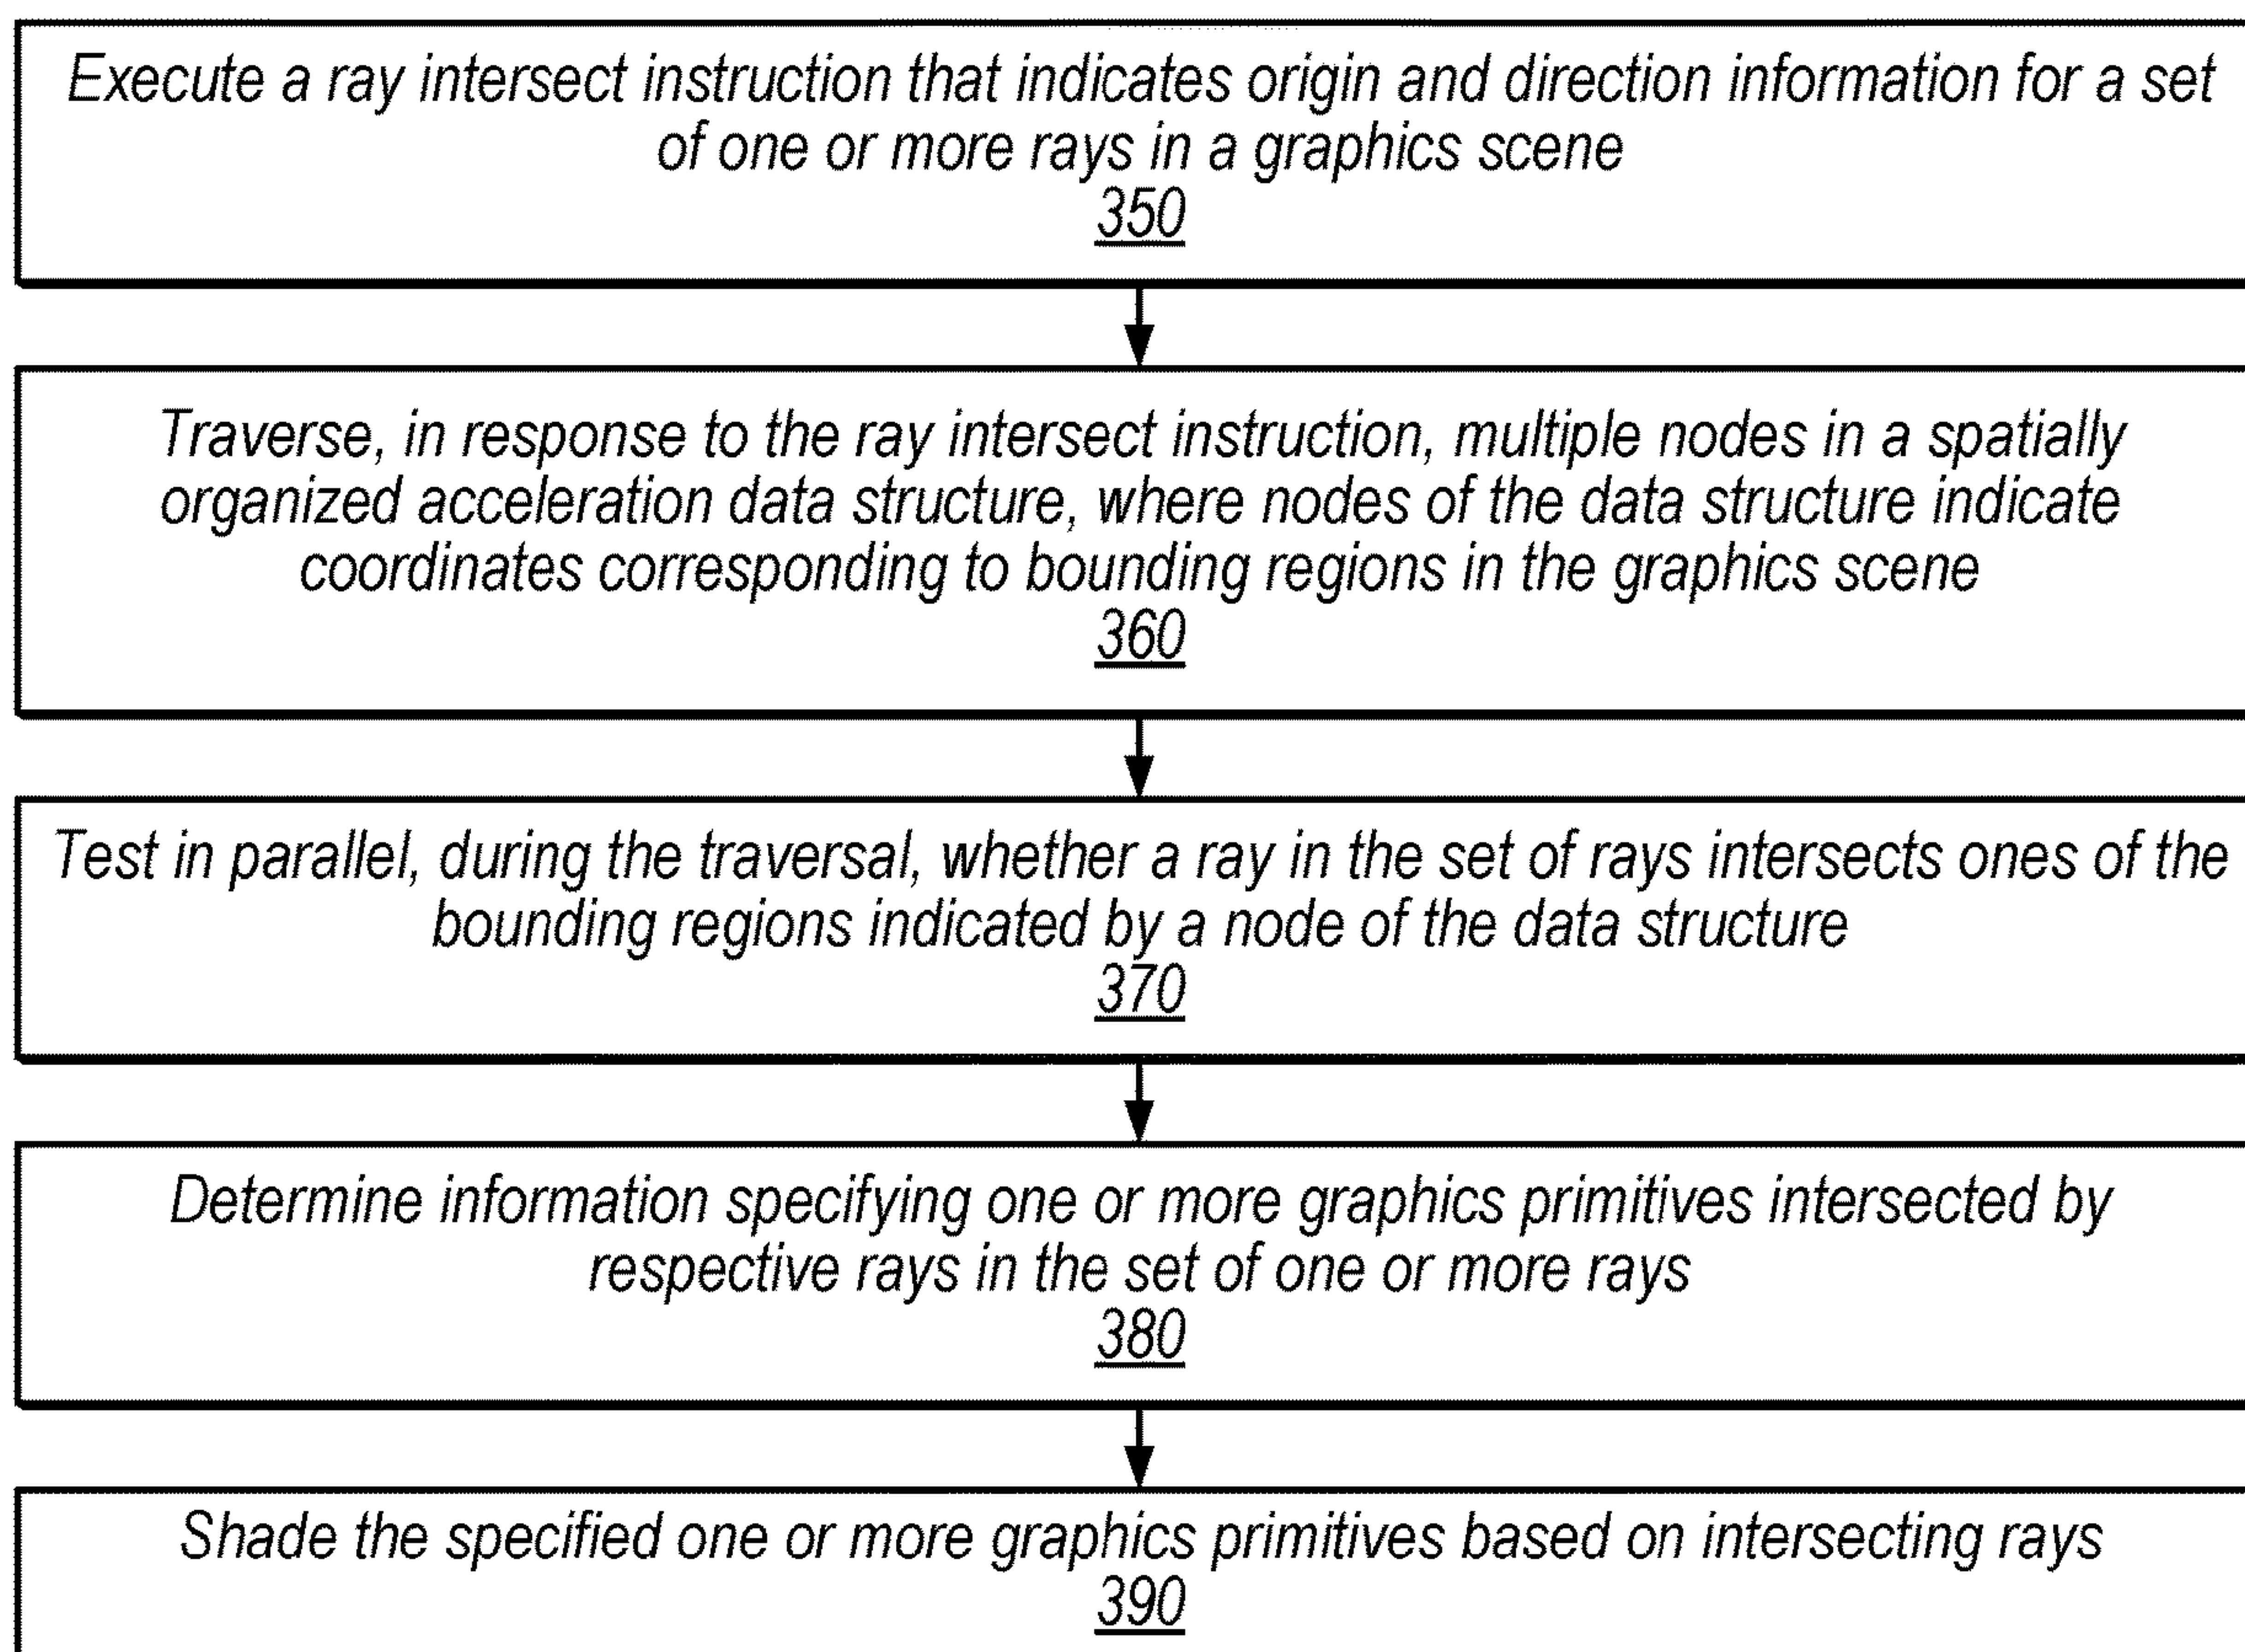 Execute a ray intersect instruction that indicates origin and direction information for a set
of one or more rays in a graphics scene
350
Traverse, in response to the ray intersect instruction, multiple nodes in a spatially
organized acceleration data structure, where nodes of the data structure indicate
coordinates corresponding to bounding regions in the graphics scene
360
Test in parallel, during the traversal, whether a ray in the set of rays intersects ones of the
bounding regions indicated by a node of the data structure
370
Determine information specifying one or more graphics primitives intersected by
respective rays in the set of one or more rays
380
Shade the specified one or more graphics primitives based on intersecting rays
390